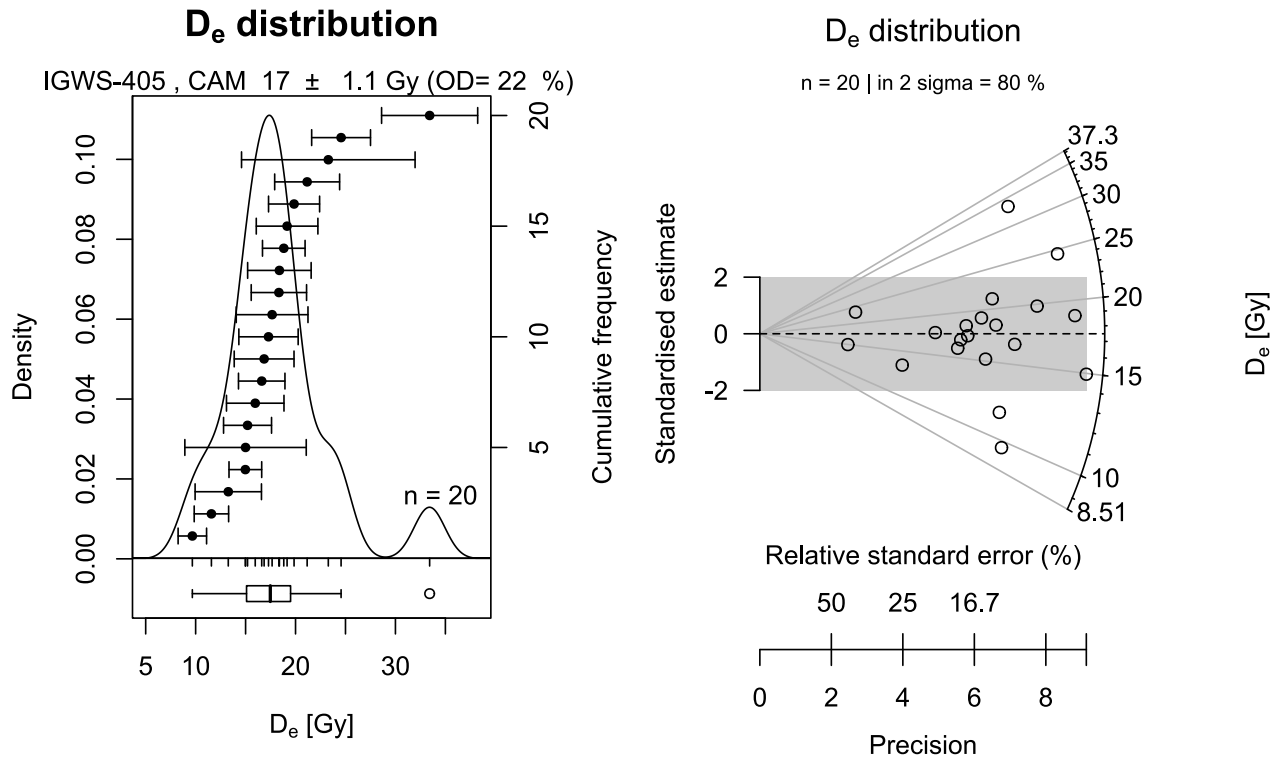 De distribution
IGWS-405 , CAM 17 ± 1.1 Gy (OD= 22 %)
Density
0.00 0.02 0.04 0.06 0.08 0.10
Cumulative frequency
5 10 15 20
n = 20
5 10 20 30
De [Gy]
De distribution
n = 20 | in 2 sigma = 80 %
Standardised estimate
2
0
-2
37.3
35
30
25
20
15
10
8.51
De [Gy]
Relative standard error (%)
50 25 16.7
0 2 4 6 8
Precision